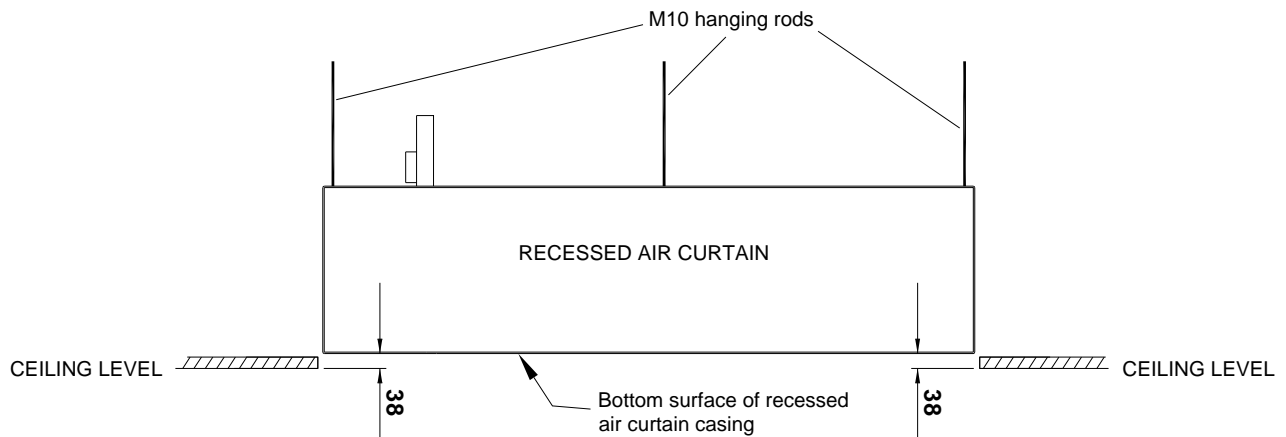 M10 hanging rods
RECESSED AIR CURTAIN
CEILING LEVEL
CEILING LEVEL
38
38
Bottom surface of recessed
air curtain casing